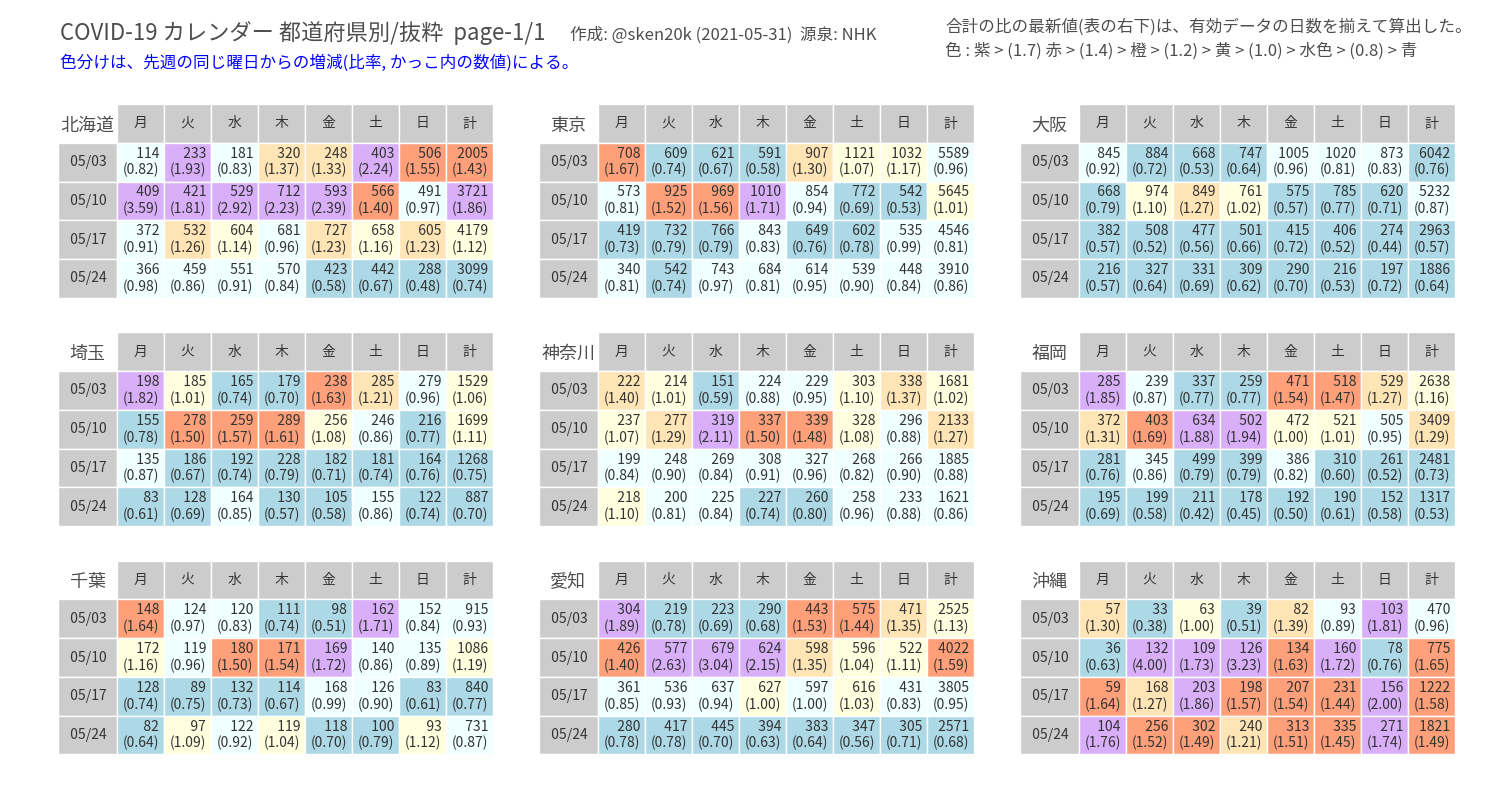 COVID-19 カレンダー 都道府県別/抜粋 page-1/1 作成: @sken20k (2021-05-31) 源泉: NHK
色分けは、先週の同じ曜日からの増減(比率, かっこ内の数値)による。
合計の比の最新値(表の右下)は、有効データの日数を揃えて算出した。
色 : 紫 > (1.7) 赤 > (1.4) > 橙 > (1.2) > 黄 > (1.0) > 水色 > (0.8) > 青
北海道 月 火 水 木 金 土 日 計
05/03 114 233 181 320 248 403 506 2005
(0.82) (1.93) (0.83) (1.37) (1.33) (2.24) (1.55) (1.43)
05/10 409 421 529 712 593 566 491 3721
(3.59) (1.81) (2.92) (2.23) (2.39) (1.40) (0.97) (1.86)
05/17 372 532 604 681 727 658 605 4179
(0.91) (1.26) (1.14) (0.96) (1.23) (1.16) (1.23) (1.12)
05/24 366 459 551 570 423 442 288 3099
(0.98) (0.86) (0.91) (0.84) (0.58) (0.67) (0.48) (0.74)
東京 月 火 水 木 金 土 日 計
05/03 708 609 621 591 907 1121 1032 5589
(1.67) (0.74) (0.67) (0.58) (1.30) (1.07) (1.17) (0.96)
05/10 573 925 969 1010 854 772 542 5645
(0.81) (1.52) (1.56) (1.71) (0.94) (0.69) (0.53) (1.01)
05/17 419 732 766 843 649 602 535 4546
(0.73) (0.79) (0.79) (0.83) (0.76) (0.78) (0.99) (0.81)
05/24 340 542 743 684 614 539 448 3910
(0.81) (0.74) (0.97) (0.81) (0.95) (0.90) (0.84) (0.86)
大阪 月 火 水 木 金 土 日 計
05/03 845 884 668 747 1005 1020 873 6042
(0.92) (0.72) (0.53) (0.64) (0.96) (0.81) (0.83) (0.76)
05/10 668 974 849 761 575 785 620 5232
(0.79) (1.10) (1.27) (1.02) (0.57) (0.77) (0.71) (0.87)
05/17 382 508 477 501 415 406 274 2963
(0.57) (0.52) (0.56) (0.66) (0.72) (0.52) (0.44) (0.57)
05/24 216 327 331 309 290 216 197 1886
(0.57) (0.64) (0.69) (0.62) (0.70) (0.53) (0.72) (0.64)
埼玉 月 火 水 木 金 土 日 計
05/03 198 185 165 179 238 285 279 1529
(1.82) (1.01) (0.74) (0.70) (1.63) (1.21) (0.96) (1.06)
05/10 155 278 259 289 256 246 216 1699
(0.78) (1.50) (1.57) (1.61) (1.08) (0.86) (0.77) (1.11)
05/17 135 186 192 228 182 181 164 1268
(0.87) (0.67) (0.74) (0.79) (0.71) (0.74) (0.76) (0.75)
05/24 83 128 164 130 105 155 122 887
(0.61) (0.69) (0.85) (0.57) (0.58) (0.86) (0.74) (0.70)
神奈川 月 火 水 木 金 土 日 計
05/03 222 214 151 224 229 303 338 1681
(1.40) (1.01) (0.59) (0.88) (0.95) (1.10) (1.37) (1.02)
05/10 237 277 319 337 339 328 296 2133
(1.07) (1.29) (2.11) (1.50) (1.48) (1.08) (0.88) (1.27)
05/17 199 248 269 308 327 268 266 1885
(0.84) (0.90) (0.84) (0.91) (0.96) (0.82) (0.90) (0.88)
05/24 218 200 225 227 260 258 233 1621
(1.10) (0.81) (0.84) (0.74) (0.80) (0.96) (0.88) (0.86)
福岡 月 火 水 木 金 土 日 計
05/03 285 239 337 259 471 518 529 2638
(1.85) (0.87) (0.77) (0.77) (1.54) (1.47) (1.27) (1.16)
05/10 372 403 634 502 472 521 505 3409
(1.31) (1.69) (1.88) (1.94) (1.00) (1.01) (0.95) (1.29)
05/17 281 345 499 399 386 310 261 2481
(0.76) (0.86) (0.79) (0.79) (0.82) (0.60) (0.52) (0.73)
05/24 195 199 211 178 192 190 152 1317
(0.69) (0.58) (0.42) (0.45) (0.50) (0.61) (0.58) (0.53)
千葉 月 火 水 木 金 土 日 計
05/03 148 124 120 111 98 162 152 915
(1.64) (0.97) (0.83) (0.74) (0.51) (1.71) (0.84) (0.93)
05/10 172 119 180 171 169 140 135 1086
(1.16) (0.96) (1.50) (1.54) (1.72) (0.86) (0.89) (1.19)
05/17 128 89 132 114 168 126 83 840
(0.74) (0.75) (0.73) (0.67) (0.99) (0.90) (0.61) (0.77)
05/24 82 97 122 119 118 100 93 731
(0.64) (1.09) (0.92) (1.04) (0.70) (0.79) (1.12) (0.87)
愛知 月 火 水 木 金 土 日 計
05/03 304 219 223 290 443 575 471 2525
(1.89) (0.78) (0.69) (0.68) (1.53) (1.44) (1.35) (1.13)
05/10 426 577 679 624 598 596 522 4022
(1.40) (2.63) (3.04) (2.15) (1.35) (1.04) (1.11) (1.59)
05/17 361 536 637 627 597 616 431 3805
(0.85) (0.93) (0.94) (1.00) (1.00) (1.03) (0.83) (0.95)
05/24 280 417 445 394 383 347 305 2571
(0.78) (0.78) (0.70) (0.63) (0.64) (0.56) (0.71) (0.68)
沖縄 月 火 水 木 金 土 日 計
05/03 57 33 63 39 82 93 103 470
(1.30) (0.38) (1.00) (0.51) (1.39) (0.89) (1.81) (0.96)
05/10 36 132 109 126 134 160 78 775
(0.63) (4.00) (1.73) (3.23) (1.63) (1.72) (0.76) (1.65)
05/17 59 168 203 198 207 231 156 1222
(1.64) (1.27) (1.86) (1.57) (1.54) (1.44) (2.00) (1.58)
05/24 104 256 302 240 313 335 271 1821
(1.76) (1.52) (1.49) (1.21) (1.51) (1.45) (1.74) (1.49)